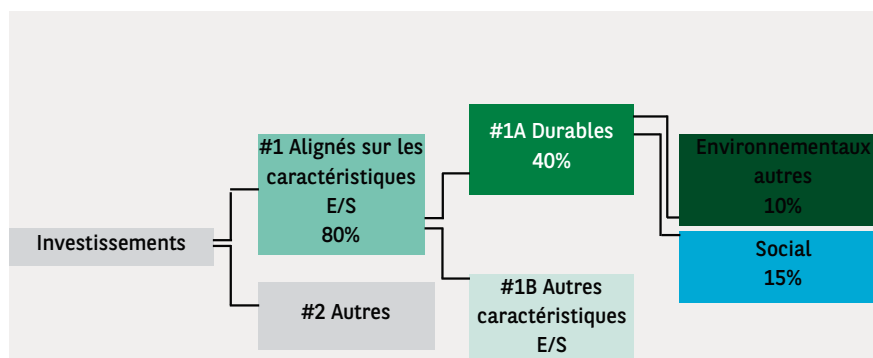 Investissements
#1 Alignés sur les
caractéristiques
E/S
80%
#2 Autres
#1A Durables
40%
#1B Autres
caractéristiques
E/S
Environnementaux
autres
10%
Social
15%